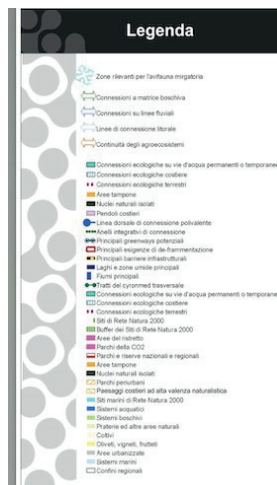 Legenda
Zone rilevanti per l'avifauna mirgatoria
Connessioni a matrice boschiva
Connessioni su linee fluviali
Linee di connessione litorale
Continuità degli agroecosistemi
Connessioni ecologiche su vie d'acqua permanenti o temporanee
Connessioni ecologiche costiere
Connessioni ecologiche terrestri
Aree tampone
Nuclei naturali isolati
Pendoli costieri
Linea dorsale di connessione polivalente
Anelli integrativi di connessione
Principali greenways potenziali
Principali esigenze di de-frammentazione
Principali barriere infrastrutturali
Laghi e zone umide principali
Fiumi principali
Tratti del cyronmed trasversale
Connessioni ecologiche su vie d'acqua permanenti o temporanee
Connessioni ecologiche costiere
Connessioni ecologiche terrestri
Siti di Rete Natura 2000
Buffer dei Siti di Rete Natura 2000
Aree del ristretto
Parchi della CO2
Parchi e riserve nazionali e regionali
Aree tampone
Nuclei naturali isolati
Parchi periurbani
Paesaggi costieri ad alta valenza naturalistica
Siti marini di Rete Natura 2000
Sistemi acquatici
Sistemi boschivi
Praterie ed altre aree naturali
Coltivi
Oliveti, vigneti, frutteti
Aree urbanizzate
Sistemi marini
Confini regionali